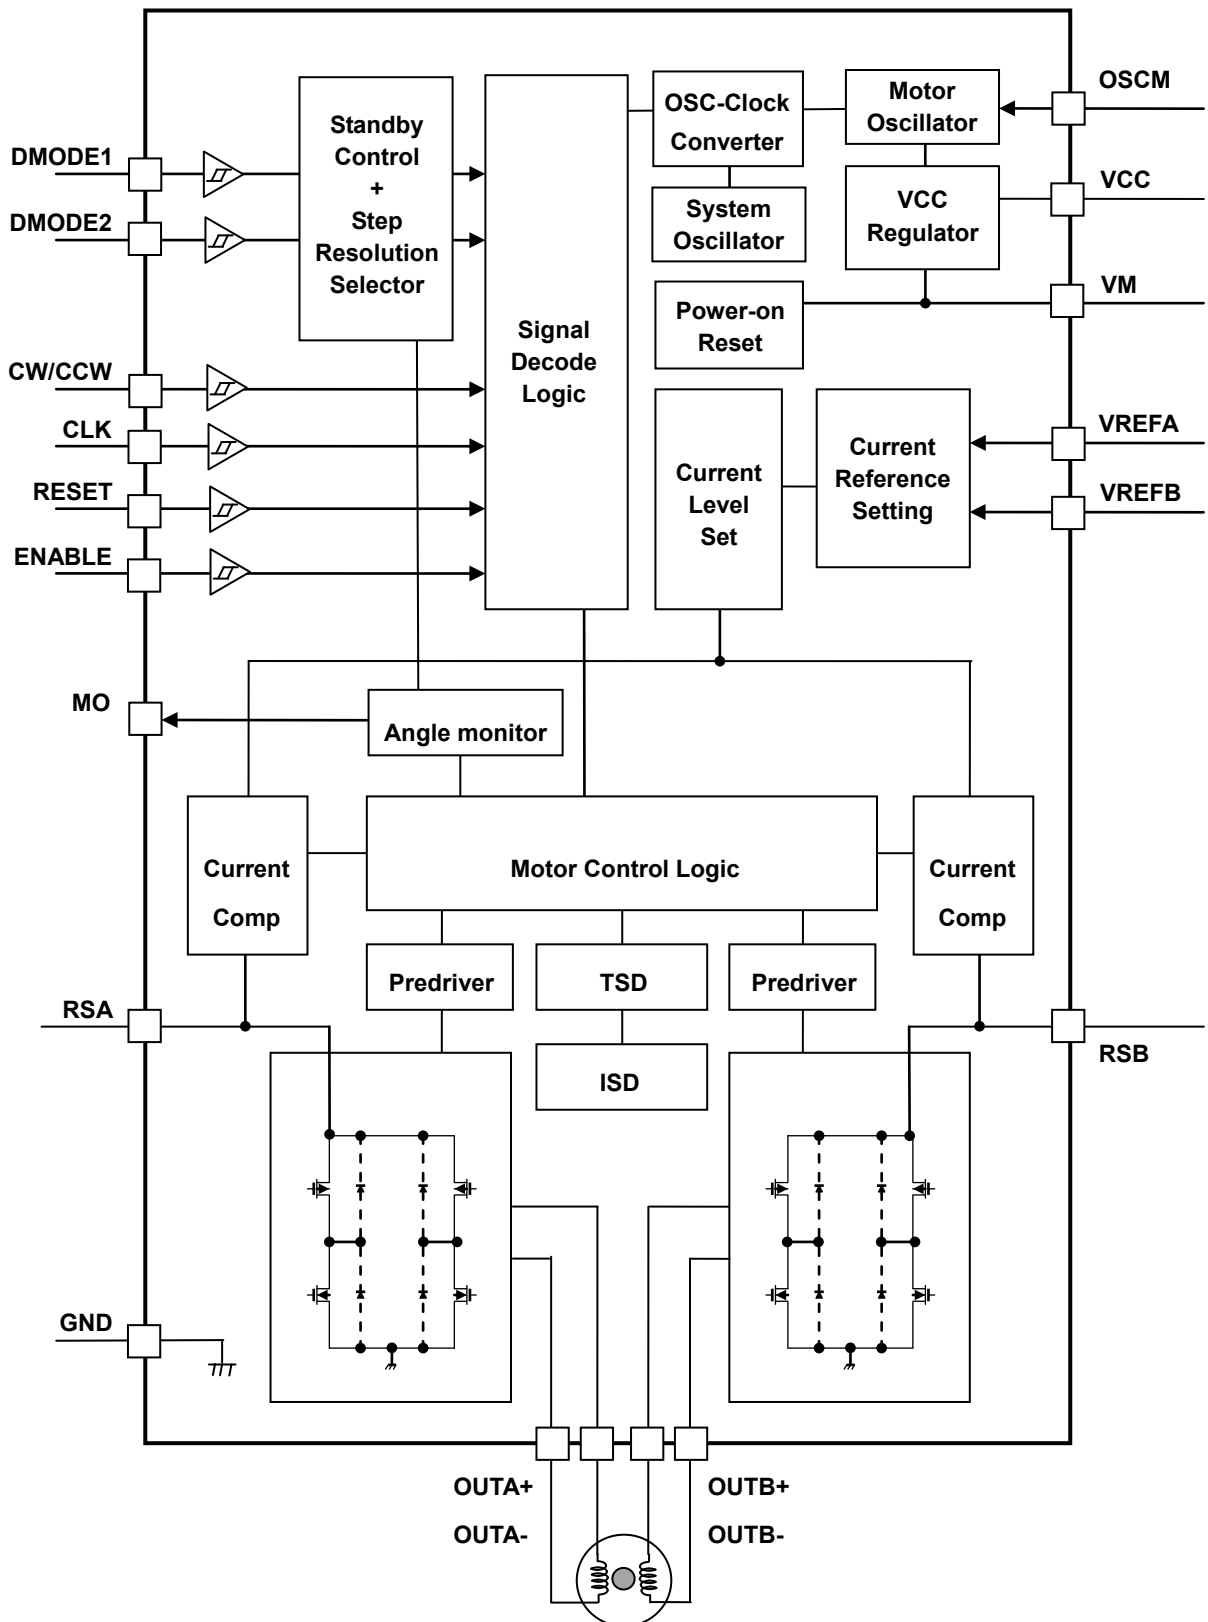 OSCM
Motor
Oscillator
OSC-Clock
Converter
Standby
Control
+
Step
Resolution
Selector
DMODE1
DMODE2
VCC
VCC
Regulator
System
Oscillator
VM
Power-on
Reset
Signal
Decode
Logic
CW/CCW
CLK
RESET
ENABLE
VREFA
VREFB
Current
Reference
Setting
Current
Level
Set
MO
Angle monitor
Current
Comp
Motor Control Logic
Current
Comp
Predriver
TSD
Predriver
RSA
RSB
ISD
GND
OUTA+
OUTB+
OUTA-
OUTB-